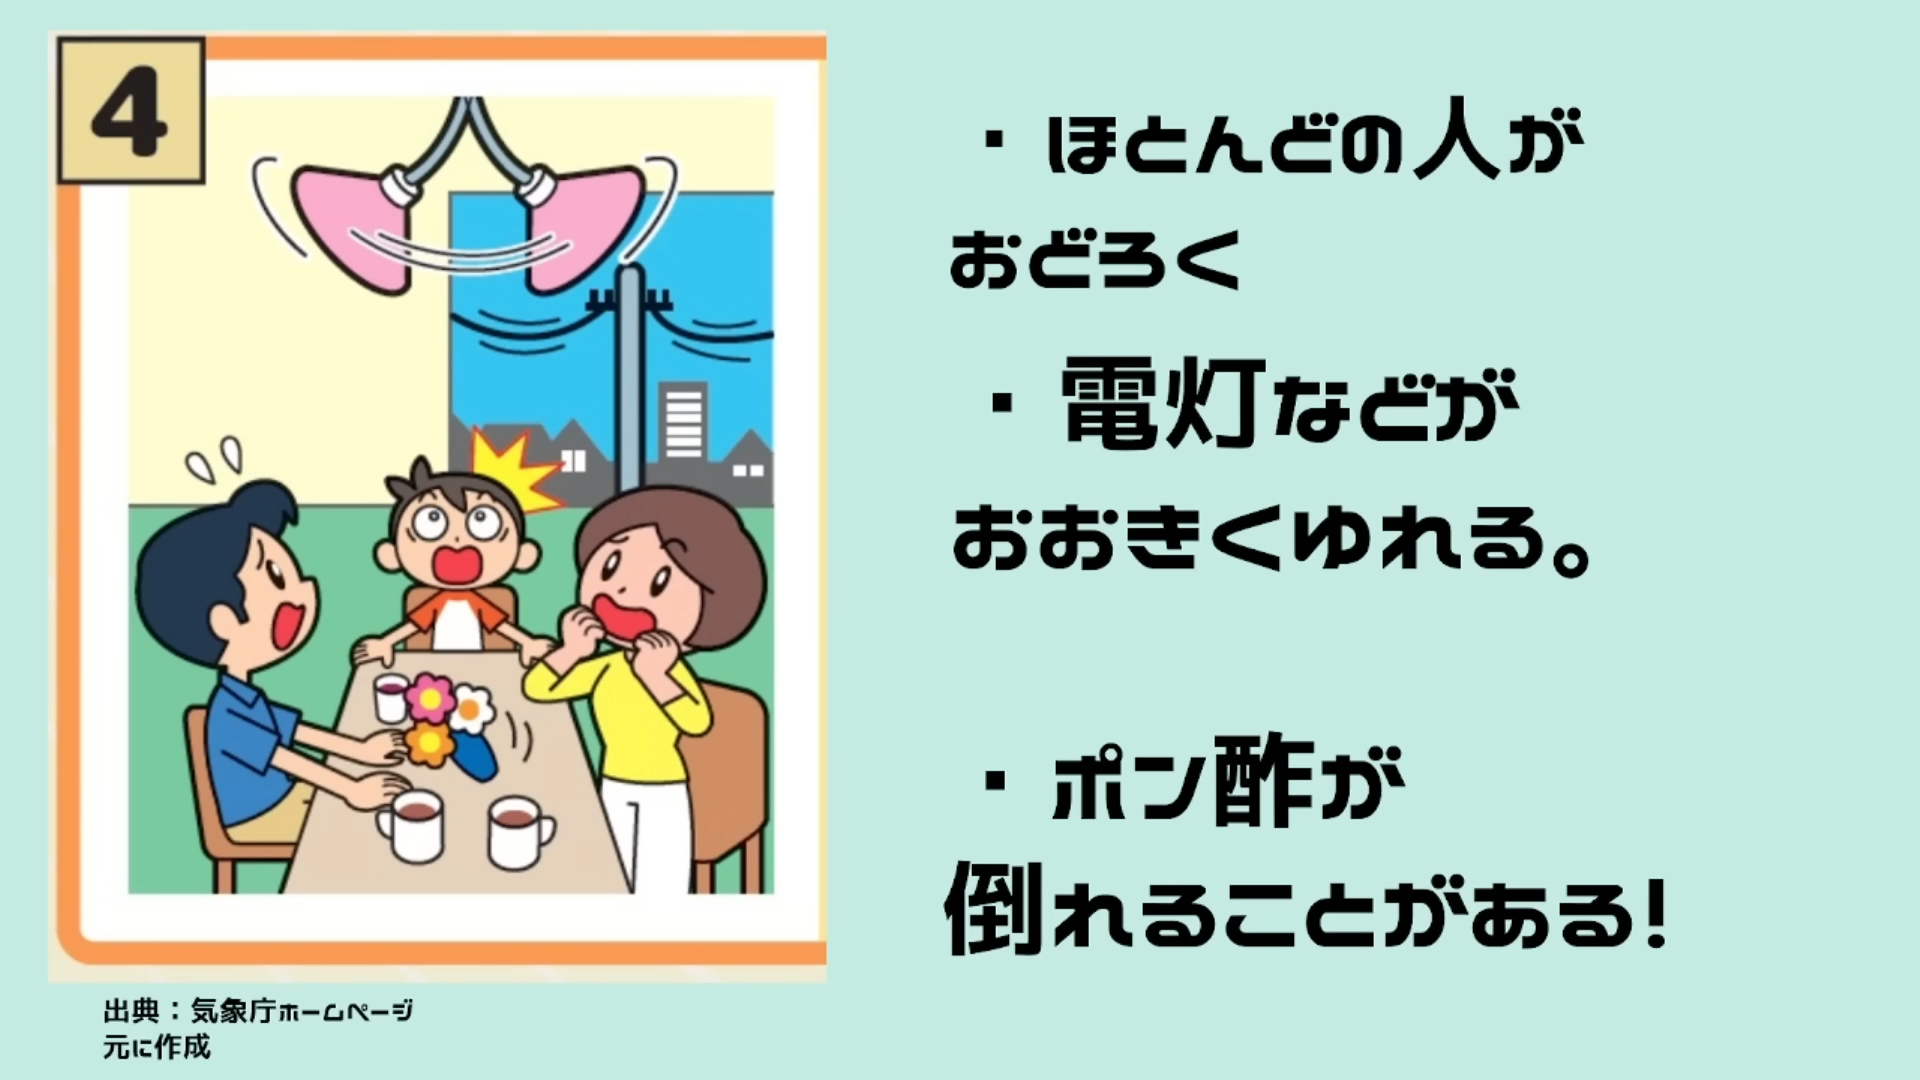 4
・ほとんどの人が
おどろく
・電灯などが
おおきくゆれる。
・ポン酢が
倒れることがある!
出典：気象庁ホームページ
元に作成